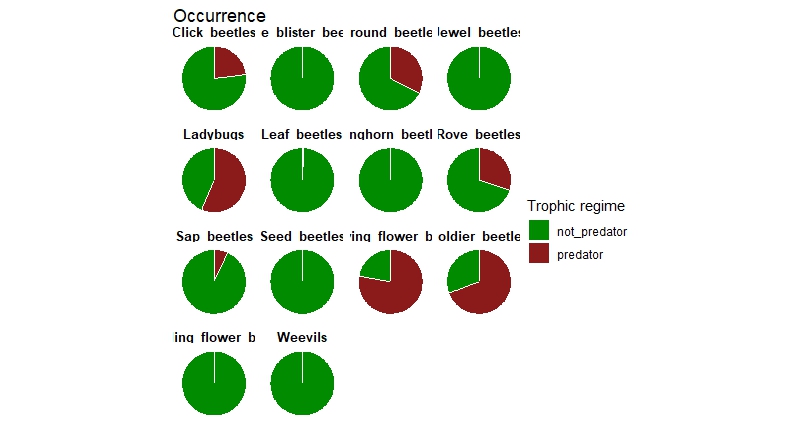 Occurrence
Click beetles e blister bee round beetle Jewel beetles
Ladybugs Leaf beetles nghorn beetl Rove beetles
Trophic regime
not_predator
predator
Sap beetles Seed beetles ring flower b oldier beetle
ing flower b Weevils